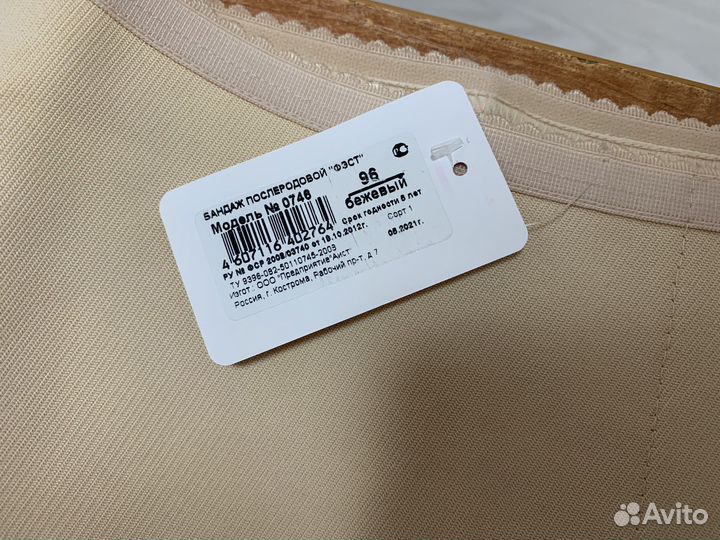 БАНДАЖ ПОСЛЕРОДОВОЙ "ФЭСТ"
Модель № 0746
96
бежевый
4 607116 402764
Срок годности 5 лет
Сорт 1
08.2021г.
РУ № ФСР 2008/03740 от 18.10.2012г.
ТУ 9396-082-50110745-2003
Изгот.: ООО "Предприятие"Аист"
Россия, г. Кострома, Рабочий пр-т, д 7
Avito